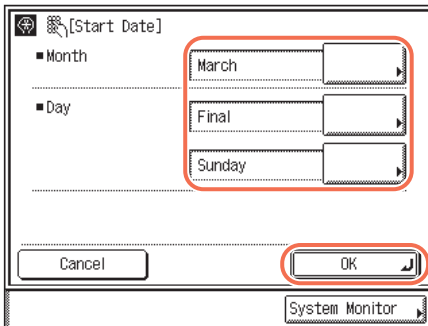 [Start Date]
■Month
March
■Day
Final
Sunday
Cancel
OK
System Monitor